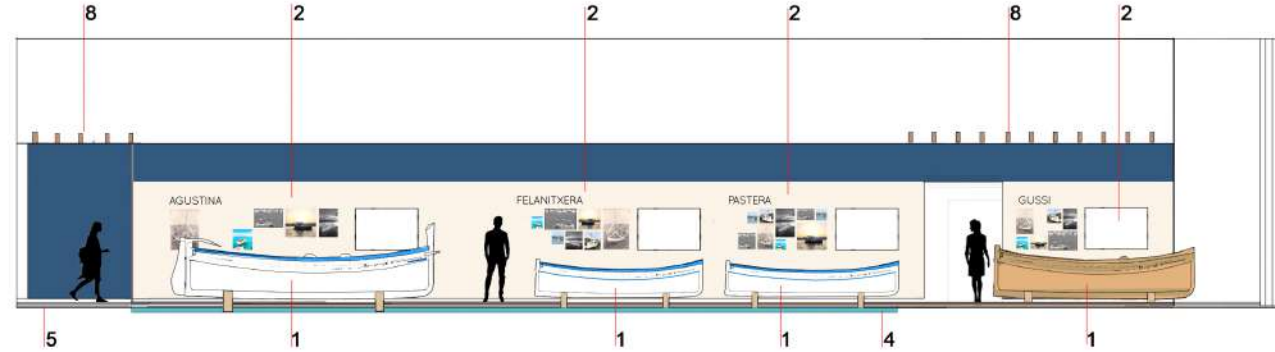 8 2 2 2 8 2
AGUSTINA FELANITXERA PASTERA GUSSI
5 1 1 1 4 1